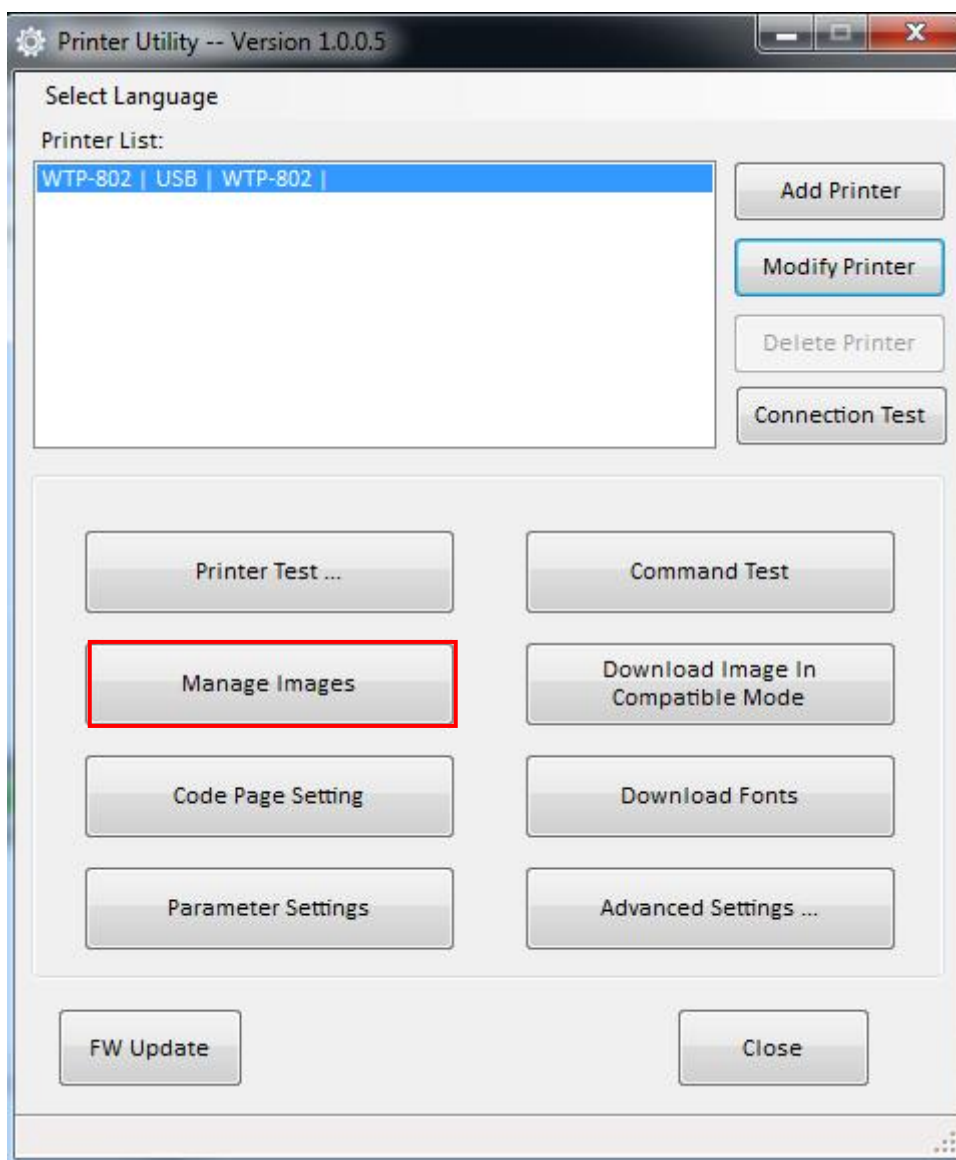 Printer Utility -- Version 1.0.0.5
Select Language
Printer List:
WTP-802 | USB | WTP-802 |
Add Printer
Modify Printer
Delete Printer
Connection Test
Printer Test ...
Command Test
Manage Images
Download Image In
Compatible Mode
Code Page Setting
Download Fonts
Parameter Settings
Advanced Settings ...
FW Update
Close